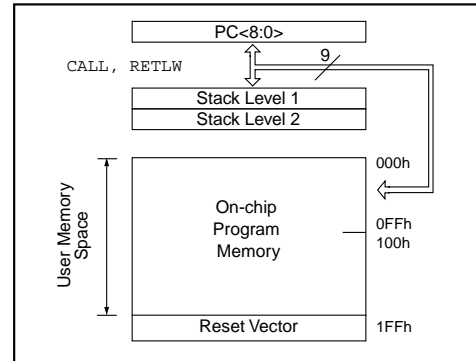 PC<8:0>
9
CALL, RETLW
Stack Level 1
Stack Level 2
000h
On-chip
Program
Memory
0FFh
100h
User Memory
Space
Reset Vector
1FFh